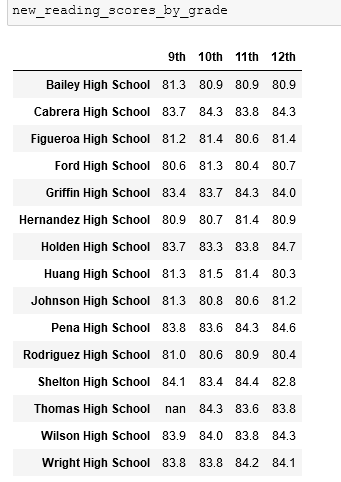 new_reading_scores_by_grade
9th 10th 11th 12th
Bailey High School 81.3 80.9 80.9 80.9
Cabrera High School 83.7 84.3 83.8 84.3
Figueroa High School 81.2 81.4 80.6 81.4
Ford High School 80.6 81.3 80.4 80.7
Griffin High School 83.4 83.7 84.3 84.0
Hernandez High School 80.9 80.7 81.4 80.9
Holden High School 83.7 83.3 83.8 84.7
Huang High School 81.3 81.5 81.4 80.3
Johnson High School 81.3 80.8 80.6 81.2
Pena High School 83.8 83.6 84.3 84.6
Rodriguez High School 81.0 80.6 80.9 80.4
Shelton High School 84.1 83.4 84.4 82.8
Thomas High School nan 84.3 83.6 83.8
Wilson High School 83.9 84.0 83.8 84.3
Wright High School 83.8 83.8 84.2 84.1